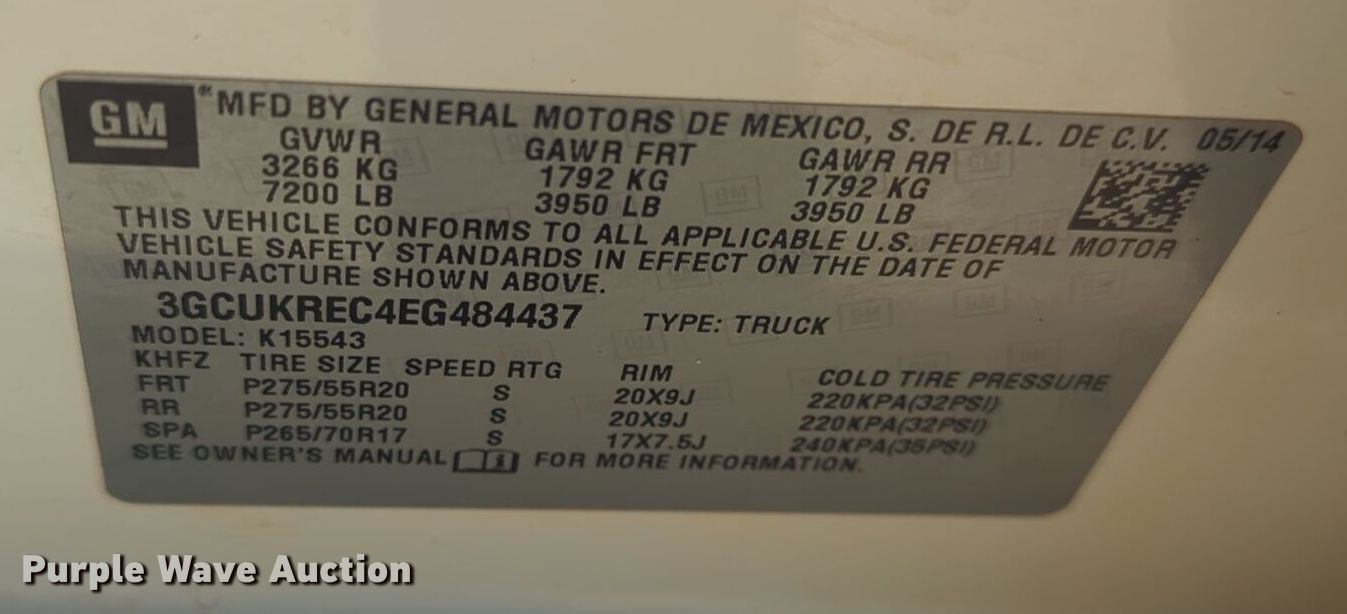 GM
MFD BY GENERAL MOTORS DE MEXICO, S. DE R.L. DE C.V. 05/14
GVWR GAWR FRT GAWR RR
3266 KG 1792 KG 1792 KG
7200 LB 3950 LB 3950 LB
THIS VEHICLE CONFORMS TO ALL APPLICABLE U.S. FEDERAL MOTOR
VEHICLE SAFETY STANDARDS IN EFFECT ON THE DATE OF
MANUFACTURE SHOWN ABOVE.
3GCUKREC4EG484437 TYPE: TRUCK
MODEL: K15543
KHFZ TIRE SIZE SPEED RTG RIM COLD TIRE PRESSURE
FRT P275/55R20 S 20X9J 220KPA(32PSI)
RR P275/55R20 S 20X9J 220KPA(32PSI)
SPA P265/70R17 S 17X7.5J 240KPA(35PSI)
SEE OWNER'S MANUAL FOR MORE INFORMATION.
Purple Wave Auction